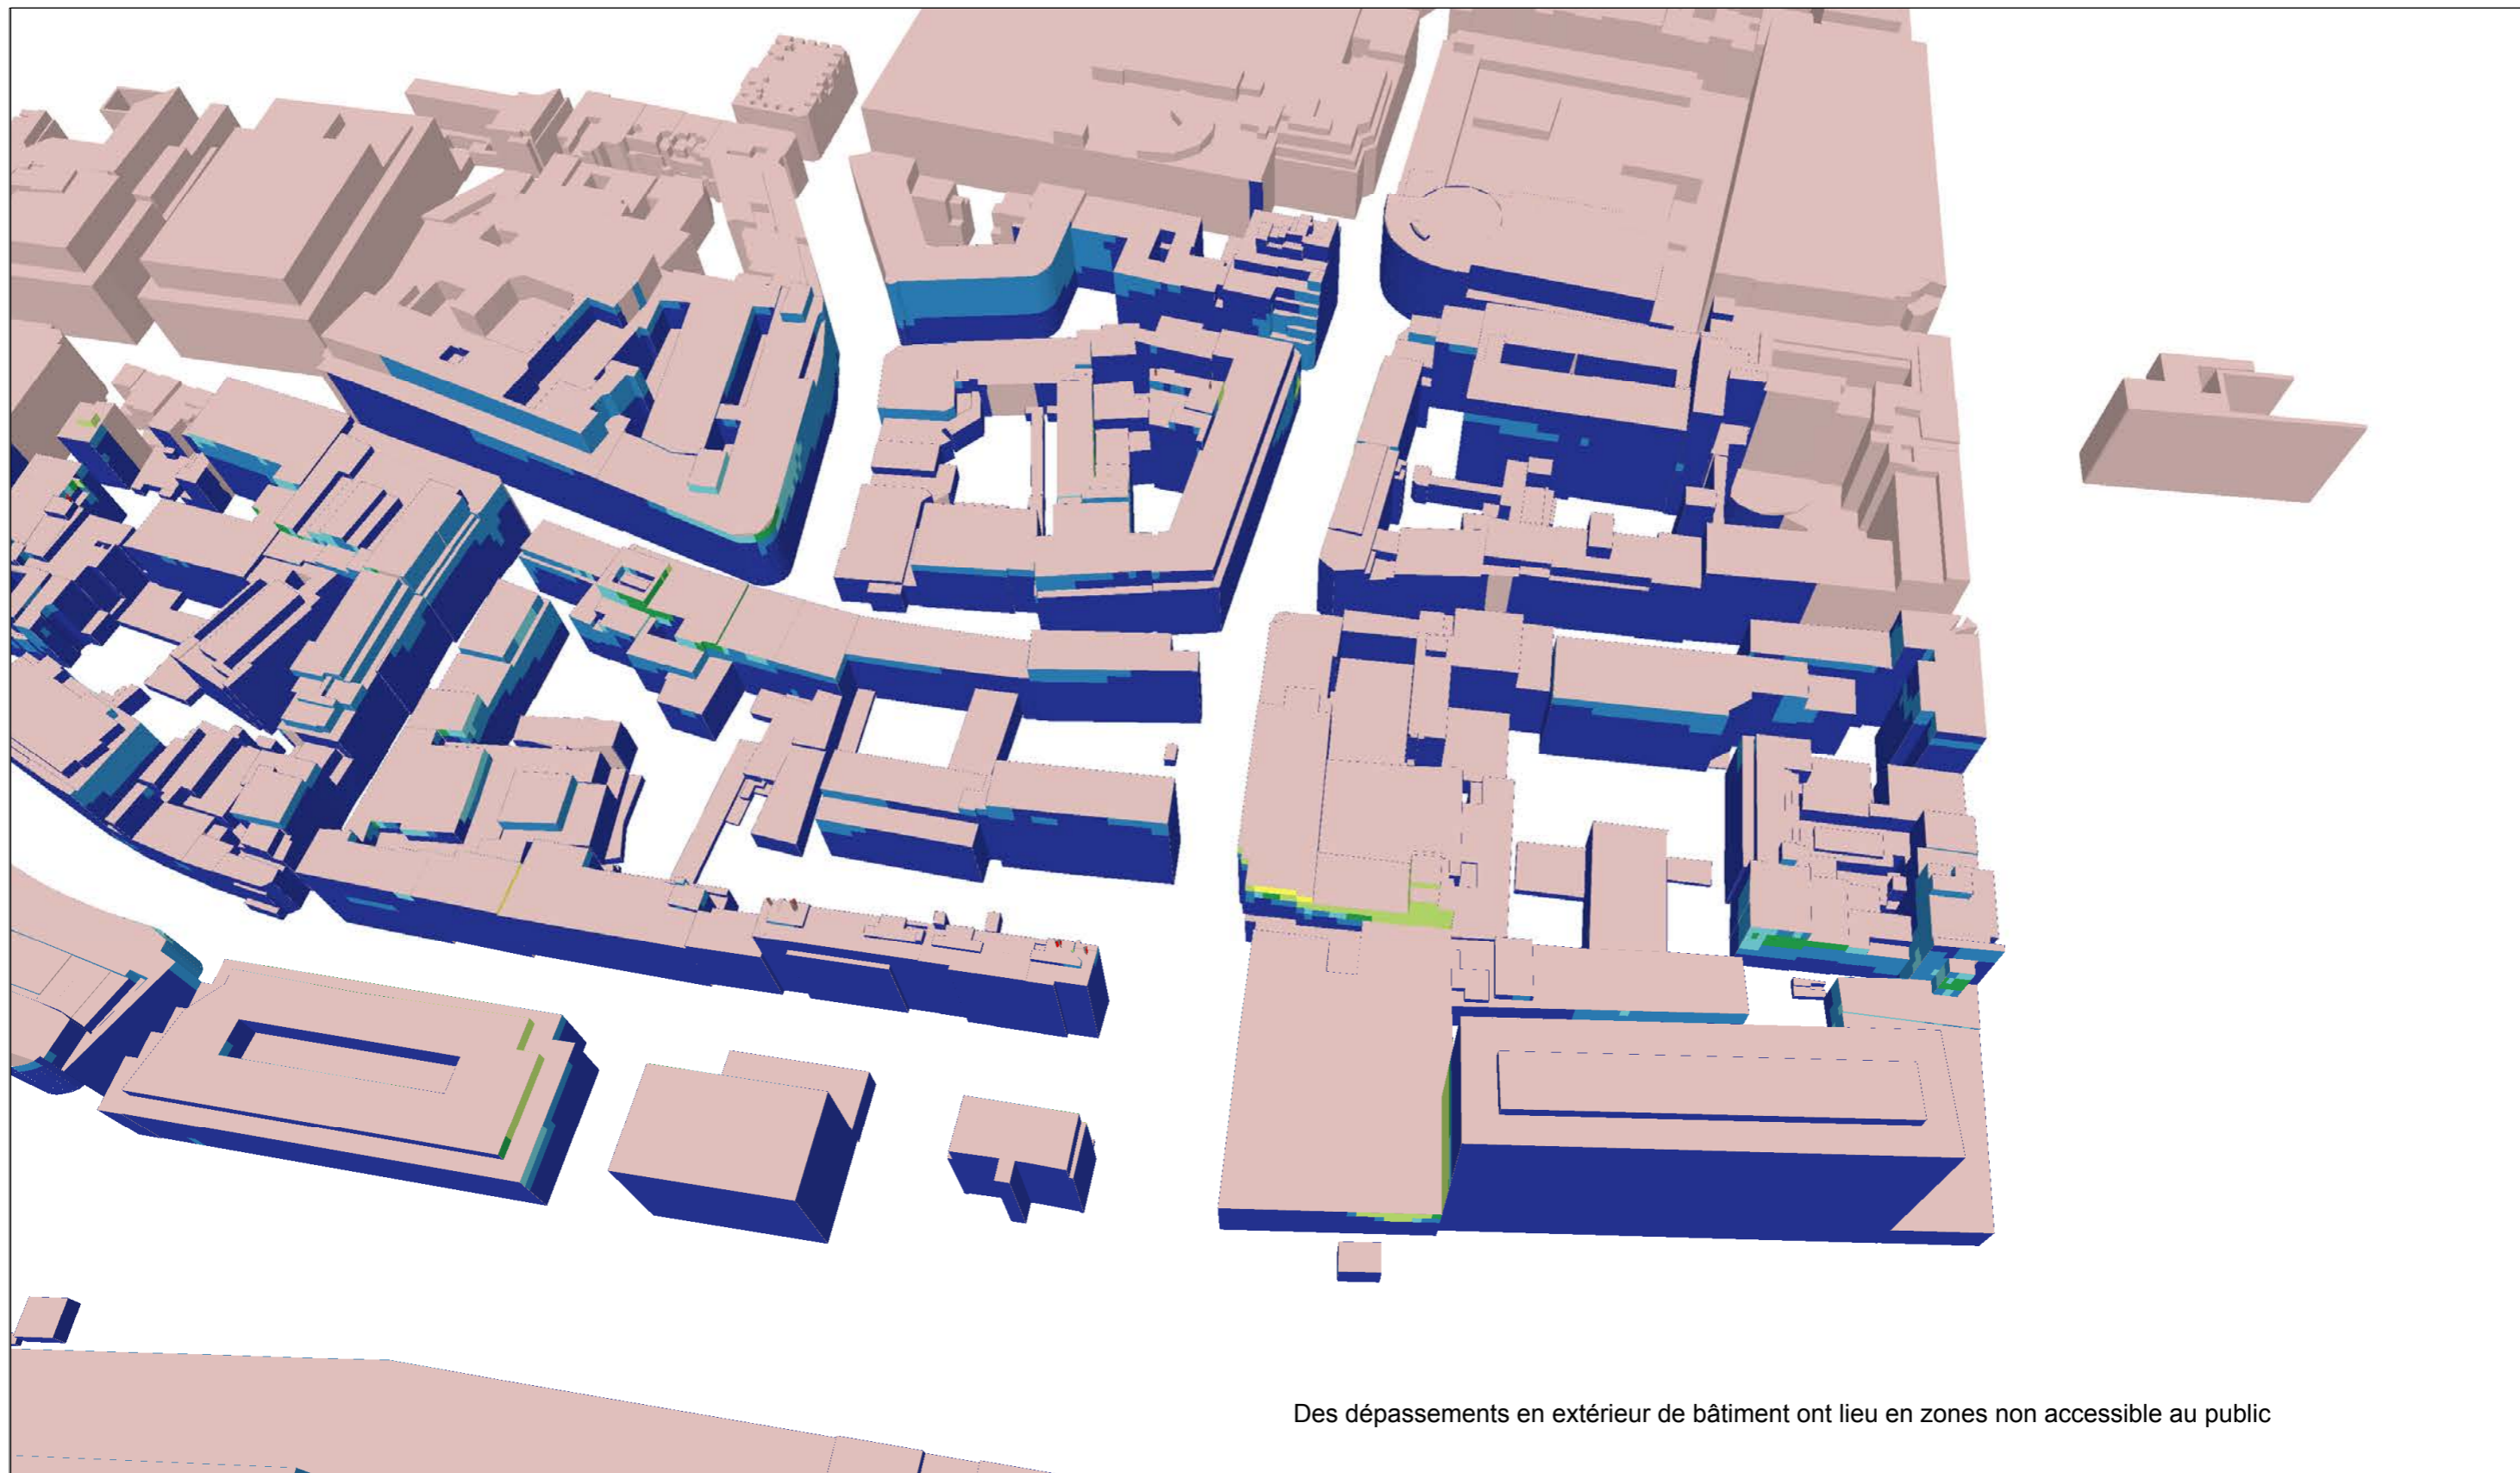 Des dépassements en extérieur de bâtiment ont lieu en zones non accessible au public